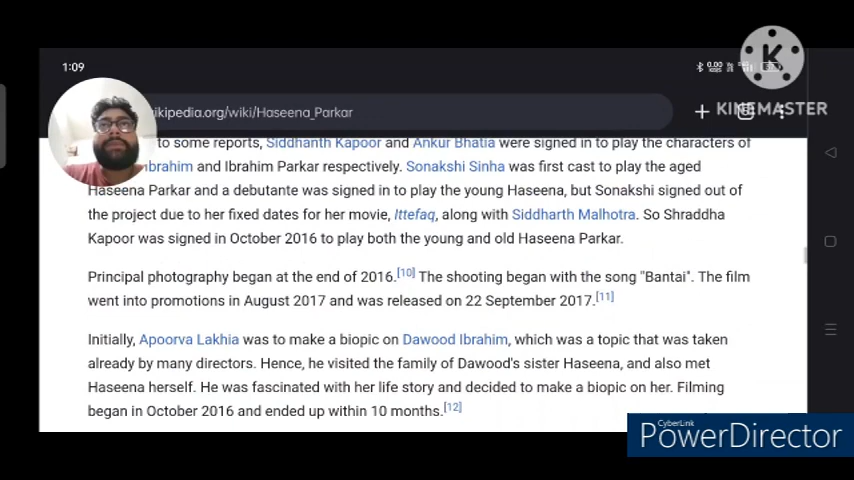 1:09
0.00
K
KINEMASTER
ikipedia.org/wiki/Haseena_Parkar
to some reports, Siddhanth Kapoor and Ankur Bhatia were signed in to play the characters of
Ibrahim and Ibrahim Parkar respectively. Sonakshi Sinha was first cast to play the aged
Haseena Parkar and a debutante was signed in to play the young Haseena, but Sonakshi signed out of
the project due to her fixed dates for her movie, Ittefaq, along with Siddharth Malhotra. So Shraddha
Kapoor was signed in October 2016 to play both the young and old Haseena Parkar.
Principal photography began at the end of 2016.[10] The shooting began with the song "Bantai". The film
went into promotions in August 2017 and was released on 22 September 2017.[11]
Initially, Apoorva Lakhia was to make a biopic on Dawood Ibrahim, which was a topic that was taken
already by many directors. Hence, he visited the family of Dawood's sister Haseena, and also met
Haseena herself. He was fascinated with her life story and decided to make a biopic on her. Filming
began in October 2016 and ended up within 10 months.[12]
CyberLink
PowerDirector